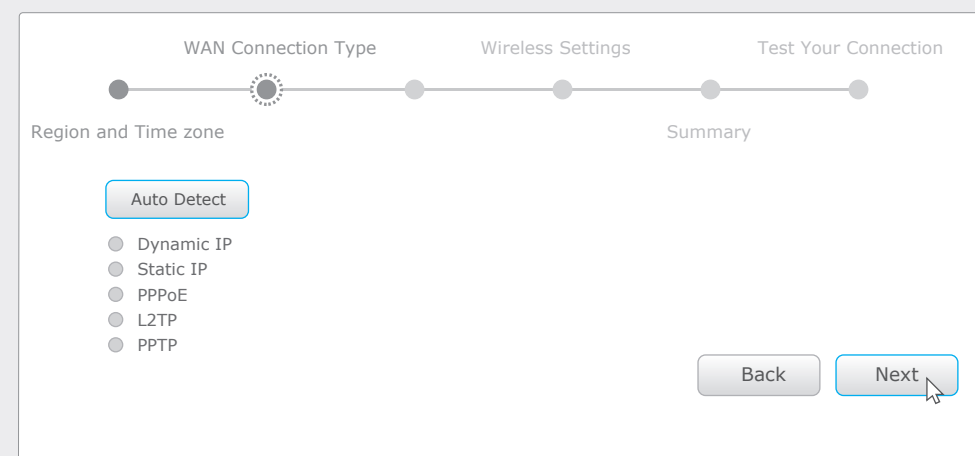 WAN Connection Type
Wireless Settings
Test Your Connection
Region and Time zone
Summary
Auto Detect
Dynamic IP
Static IP
PPPoE
L2TP
PPTP
Back
Next